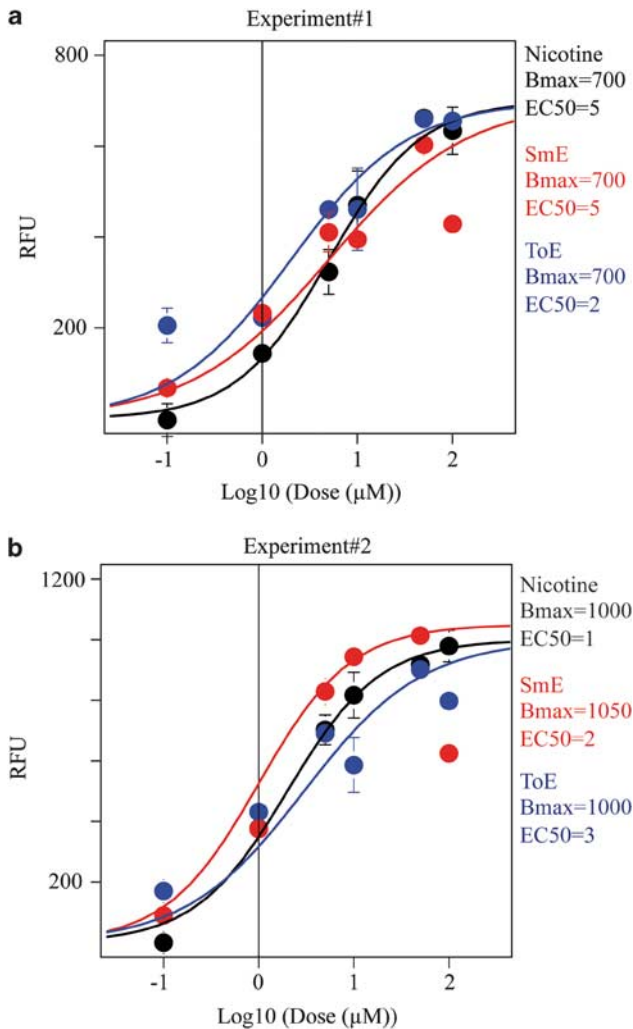 a
Experiment#1
800
200
RFU
-1 0 1 2
Log10 (Dose (μM))
Nicotine
Bmax=700
EC50=5
SmE
Bmax=700
EC50=5
ToE
Bmax=700
EC50=2
b
Experiment#2
1200
200
RFU
-1 0 1 2
Log10 (Dose (μM))
Nicotine
Bmax=1000
EC50=1
SmE
Bmax=1050
EC50=2
ToE
Bmax=1000
EC50=3